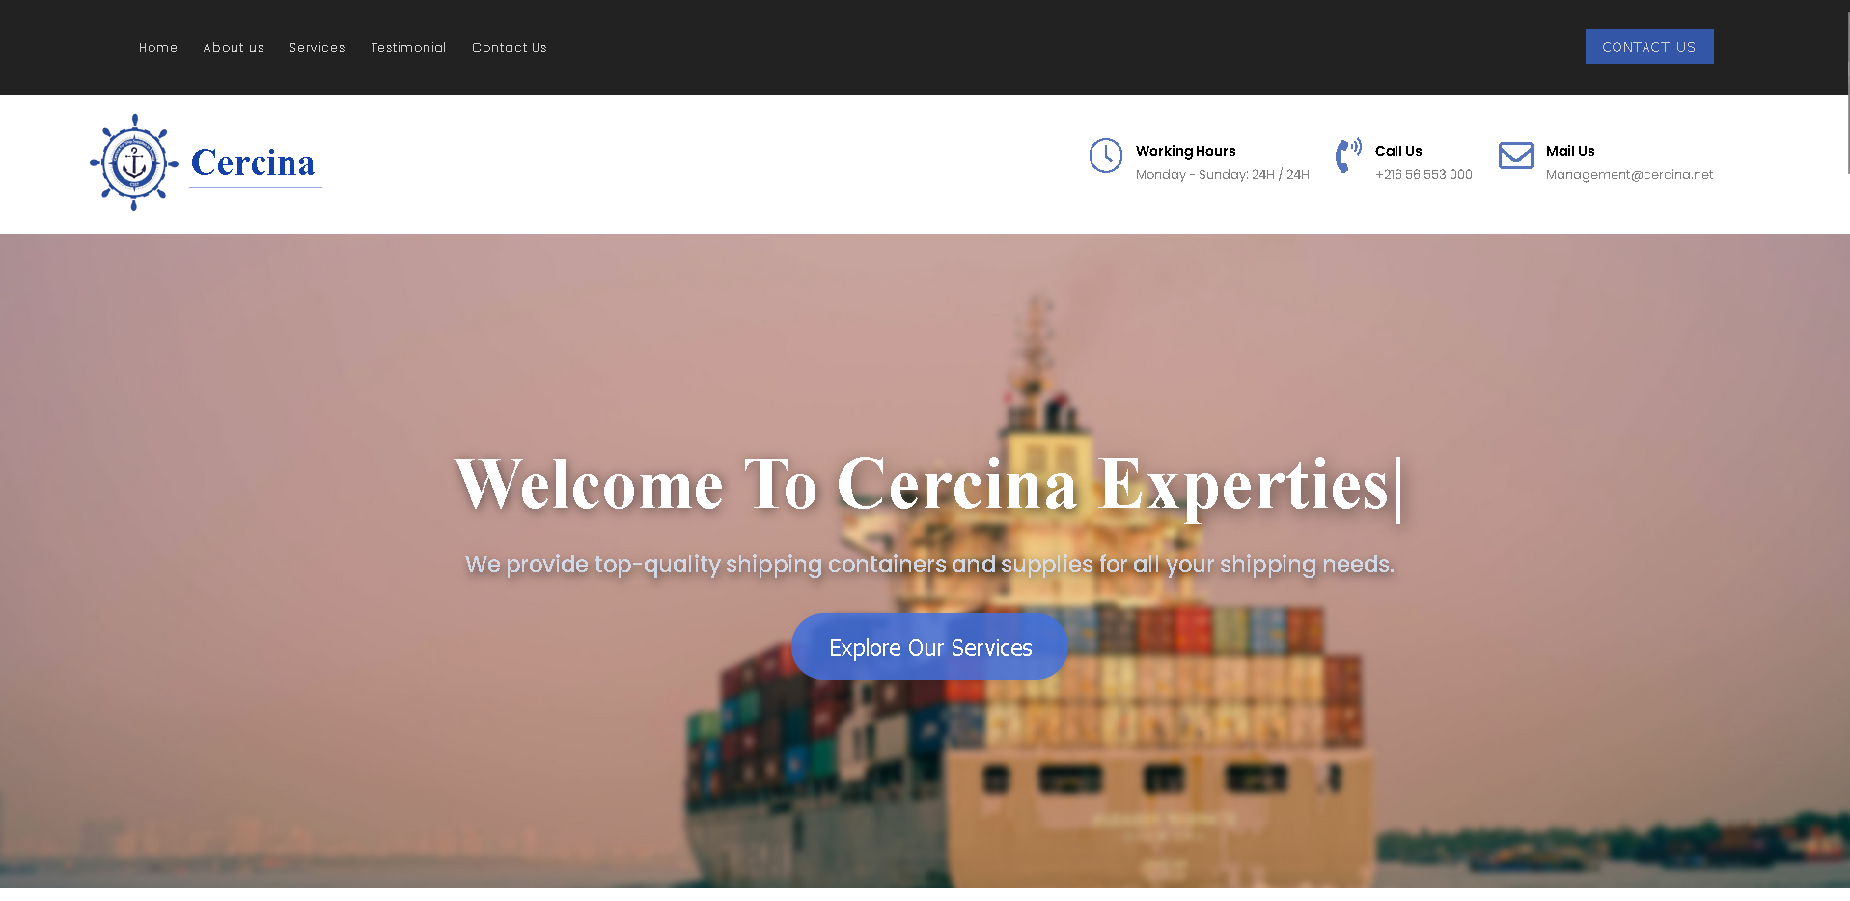 Home About us Services Testimonial Contact Us CONTACT US
Cercina
Working Hours
Monday - Sunday: 24H / 24H
Call Us
+216 56 553 000
Mail Us
Management@cercina.net
Welcome To Cercina Experties|
We provide top-quality shipping containers and supplies for all your shipping needs.
Explore Our Services